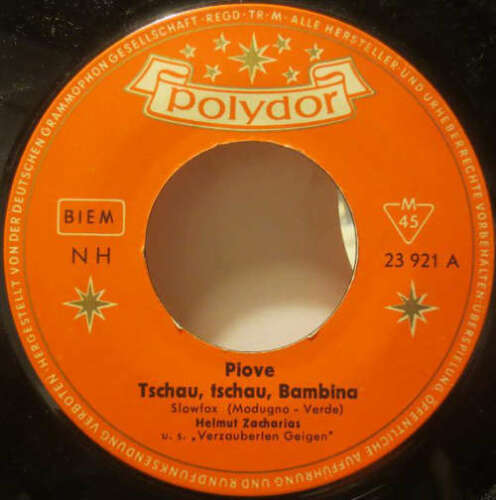 HERGESTELLT VON DER DEUTSCHEN GRAMMOPHON GESELLSCHAFT · REGD · TR · M · ALLE HERSTELLER- UND URHEBERRECHTE VORBEHALTEN · ÜBERSPIELUNG, ÖFFENTLICHE AUFFÜHRUNG UND RUNDFUNKSENDUNG VERBOTEN
polydor
BIEM
M
45
NH
23 921 A
Piove
Tschau, tschau, Bambina
Slowfox (Modugno - Verde)
Helmut Zacharias
u. s. „Verzauberten Geigen"